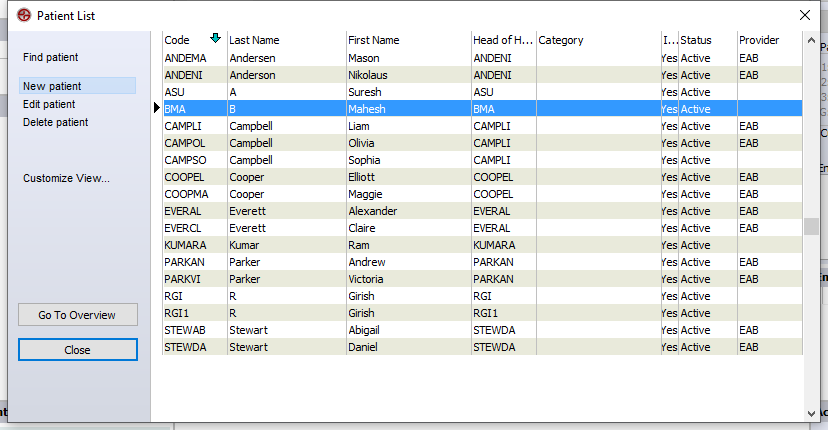 Patient List
Find patient
New patient
Edit patient
Delete patient
Customize View...
Go To Overview
Close
Code Last Name First Name Head of H... Category I... Status Provider
ANDEMA Andersen Mason ANDENI Yes Active EAB
ANDENI Anderson Nikolaus ANDENI Yes Active EAB
ASU A Suresh ASU Yes Active
BMA B Mahesh BMA Yes Active
CAMPLI Campbell Liam CAMPLI Yes Active EAB
CAMPOL Campbell Olivia CAMPLI Yes Active EAB
CAMPSO Campbell Sophia CAMPLI Yes Active
COOPEL Cooper Elliott COOPEL Yes Active EAB
COOPMA Cooper Maggie COOPEL Yes Active EAB
EVERAL Everett Alexander EVERAL Yes Active EAB
EVERCL Everett Claire EVERAL Yes Active EAB
KUMARA Kumar Ram KUMARA Yes Active
PARKAN Parker Andrew PARKAN Yes Active EAB
PARKVI Parker Victoria PARKAN Yes Active EAB
RGI R Girish RGI Yes Active
RGI1 R Girish RGI1 Yes Active
STEWAB Stewart Abigail STEWDA Yes Active EAB
STEWDA Stewart Daniel STEWDA Yes Active EAB